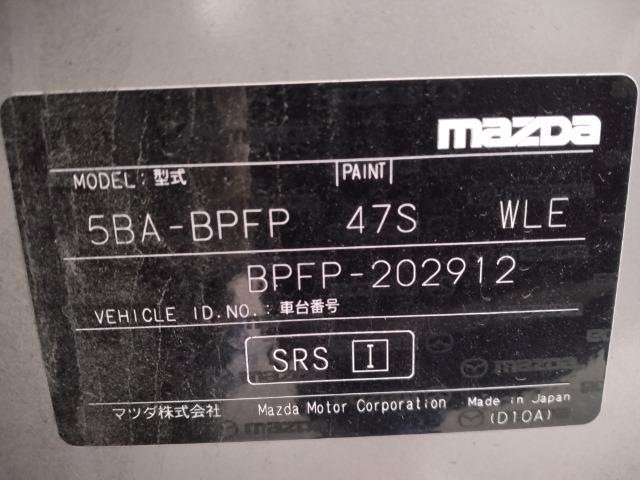 mazda
MODEL: 型式 PAINT
5BA-BPFP 47S WLE
BPFP-202912
VEHICLE ID.NO.: 車台番号
SRS I
マツダ株式会社 Mazda Motor Corporation Made in Japan
(D10A)